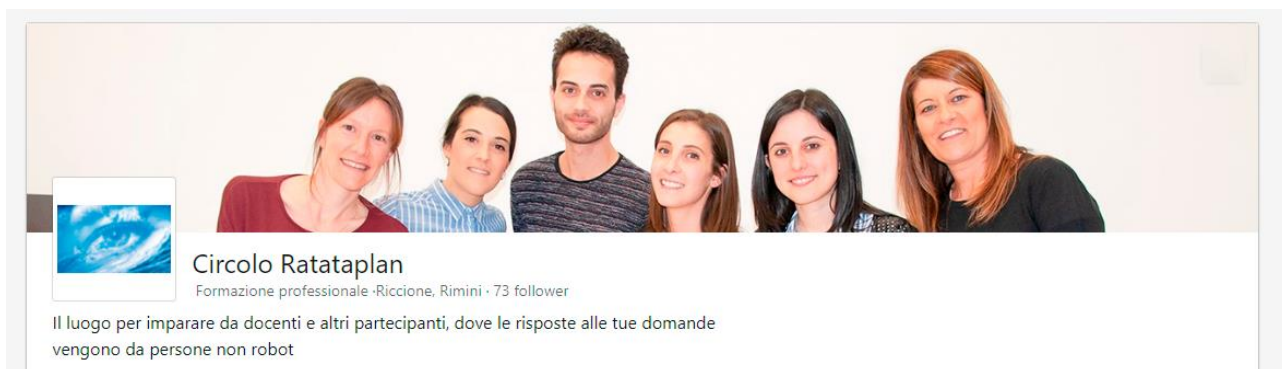 Circolo Ratataplan
Formazione professionale ·Riccione, Rimini · 73 follower
Il luogo per imparare da docenti e altri partecipanti, dove le risposte alle tue domande
vengono da persone non robot